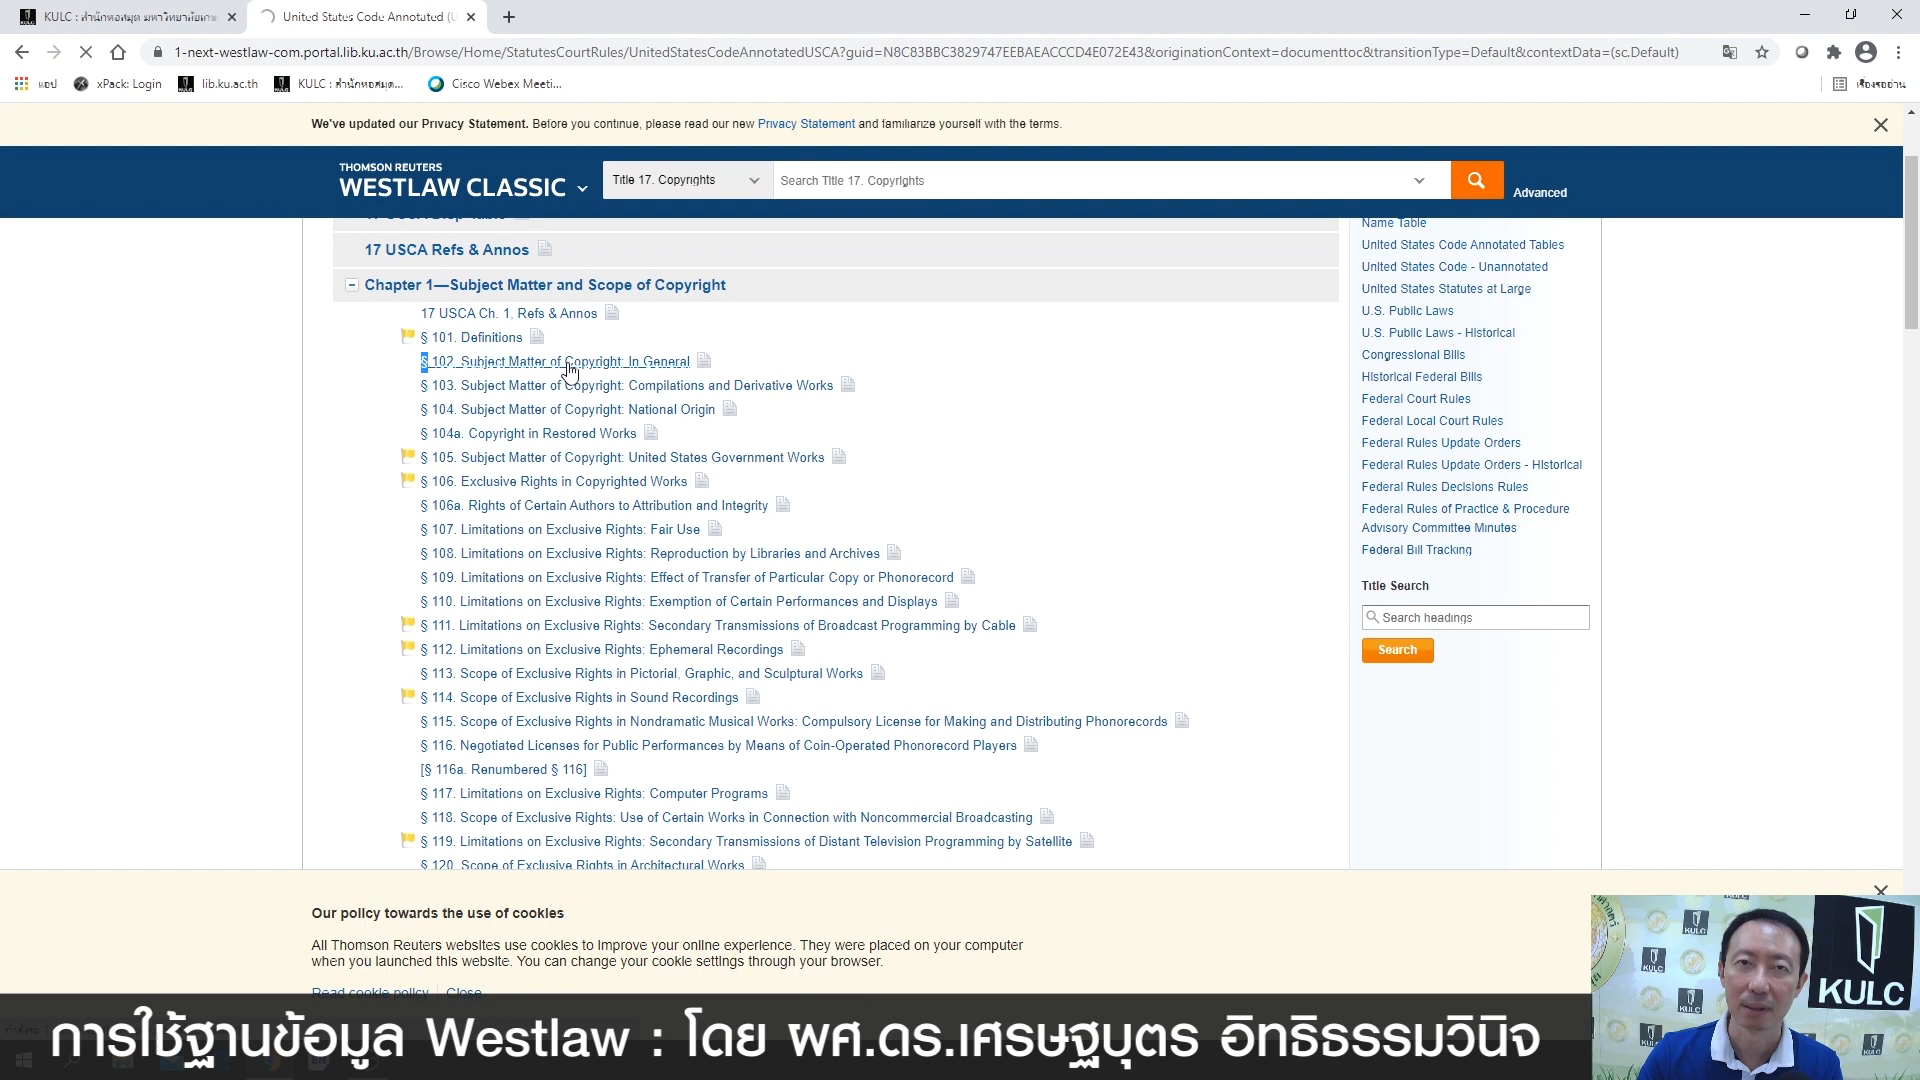 KULC : สำนักหอสมุด มหาวิทยาลัยเกษ
United States Code Annotated (U
1-next-westlaw-com.portal.lib.ku.ac.th/Browse/Home/StatutesCourtRules/UnitedStatesCodeAnnotatedUSCA?guid=N8C83BBC3829747EEBAEACCCD4E072E43&originationContext=documenttoc&transitionType=Default&contextData=(sc.Default)
แอป
xPack: Login
lib.ku.ac.th
KULC : สำนักหอสมุด...
Cisco Webex Meeti...
We've updated our Privacy Statement. Before you continue, please read our new Privacy Statement and familiarize yourself with the terms.
THOMSON REUTERS
WESTLAW CLASSIC
Title 17. Copyrights
Search Title 17. Copyrights
Advanced
17 USCA Refs & Annos
Chapter 1—Subject Matter and Scope of Copyright
17 USCA Ch. 1, Refs & Annos
§ 101. Definitions
§ 102. Subject Matter of Copyright: In General
§ 103. Subject Matter of Copyright: Compilations and Derivative Works
§ 104. Subject Matter of Copyright: National Origin
§ 104a. Copyright in Restored Works
§ 105. Subject Matter of Copyright: United States Government Works
§ 106. Exclusive Rights in Copyrighted Works
§ 106a. Rights of Certain Authors to Attribution and Integrity
§ 107. Limitations on Exclusive Rights: Fair Use
§ 108. Limitations on Exclusive Rights: Reproduction by Libraries and Archives
§ 109. Limitations on Exclusive Rights: Effect of Transfer of Particular Copy or Phonorecord
§ 110. Limitations on Exclusive Rights: Exemption of Certain Performances and Displays
§ 111. Limitations on Exclusive Rights: Secondary Transmissions of Broadcast Programming by Cable
§ 112. Limitations on Exclusive Rights: Ephemeral Recordings
§ 113. Scope of Exclusive Rights in Pictorial, Graphic, and Sculptural Works
§ 114. Scope of Exclusive Rights in Sound Recordings
§ 115. Scope of Exclusive Rights in Nondramatic Musical Works: Compulsory License for Making and Distributing Phonorecords
§ 116. Negotiated Licenses for Public Performances by Means of Coin-Operated Phonorecord Players
[§ 116a. Renumbered § 116]
§ 117. Limitations on Exclusive Rights: Computer Programs
§ 118. Scope of Exclusive Rights: Use of Certain Works in Connection with Noncommercial Broadcasting
§ 119. Limitations on Exclusive Rights: Secondary Transmissions of Distant Television Programming by Satellite
§ 120. Scope of Exclusive Rights in Architectural Works
Name Table
United States Code Annotated Tables
United States Code - Unannotated
United States Statutes at Large
U.S. Public Laws
U.S. Public Laws - Historical
Congressional Bills
Historical Federal Bills
Federal Court Rules
Federal Local Court Rules
Federal Rules Update Orders
Federal Rules Update Orders - Historical
Federal Rules Decisions Rules
Federal Rules of Practice & Procedure
Advisory Committee Minutes
Federal Bill Tracking
Title Search
Search headings
Search
Our policy towards the use of cookies
All Thomson Reuters websites use cookies to improve your online experience. They were placed on your computer
when you launched this website. You can change your cookie settings through your browser.
Read cookie policy
Close
KULC
KULC
KULC
การใช้ฐานข้อมูล Westlaw : โดย ผศ.ดร.เศรษฐบุตร อิทธิธรรมวินิจ